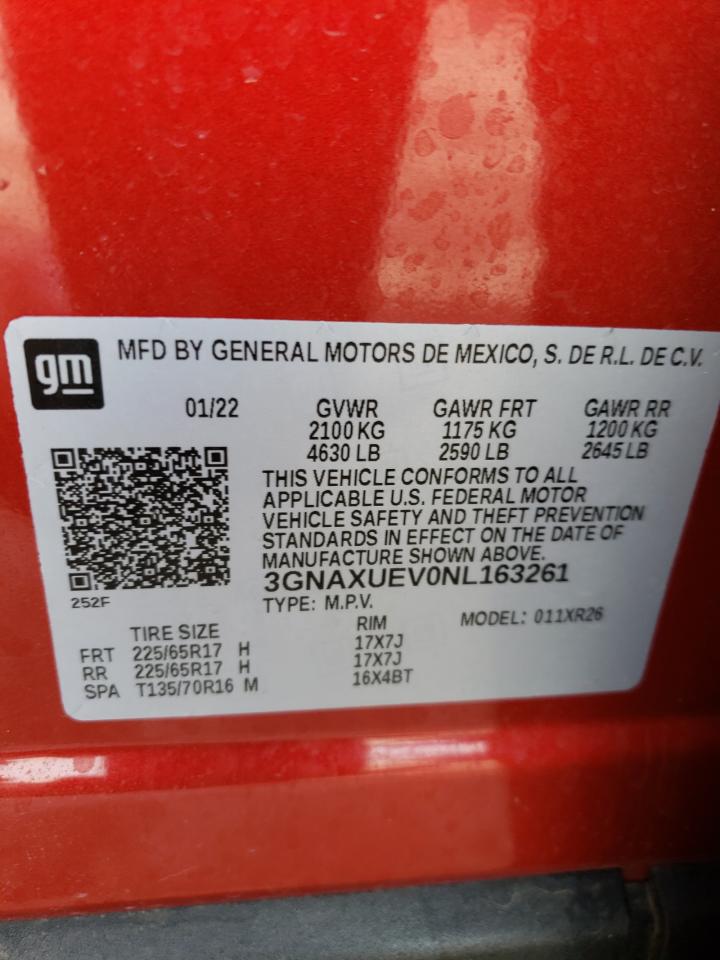 gm
MFD BY GENERAL MOTORS DE MEXICO, S. DE R.L. DE C.V.
01/22 GVWR GAWR FRT GAWR RR
2100 KG 1175 KG 1200 KG
4630 LB 2590 LB 2645 LB
THIS VEHICLE CONFORMS TO ALL
APPLICABLE U.S. FEDERAL MOTOR
VEHICLE SAFETY AND THEFT PREVENTION
STANDARDS IN EFFECT ON THE DATE OF
MANUFACTURE SHOWN ABOVE.
3GNAXUEV0NL163261
252F
TYPE: M.P.V. MODEL: 011XR26
TIRE SIZE RIM
FRT 225/65R17 H 17X7J
RR 225/65R17 H 17X7J
SPA T135/70R16 M 16X4BT